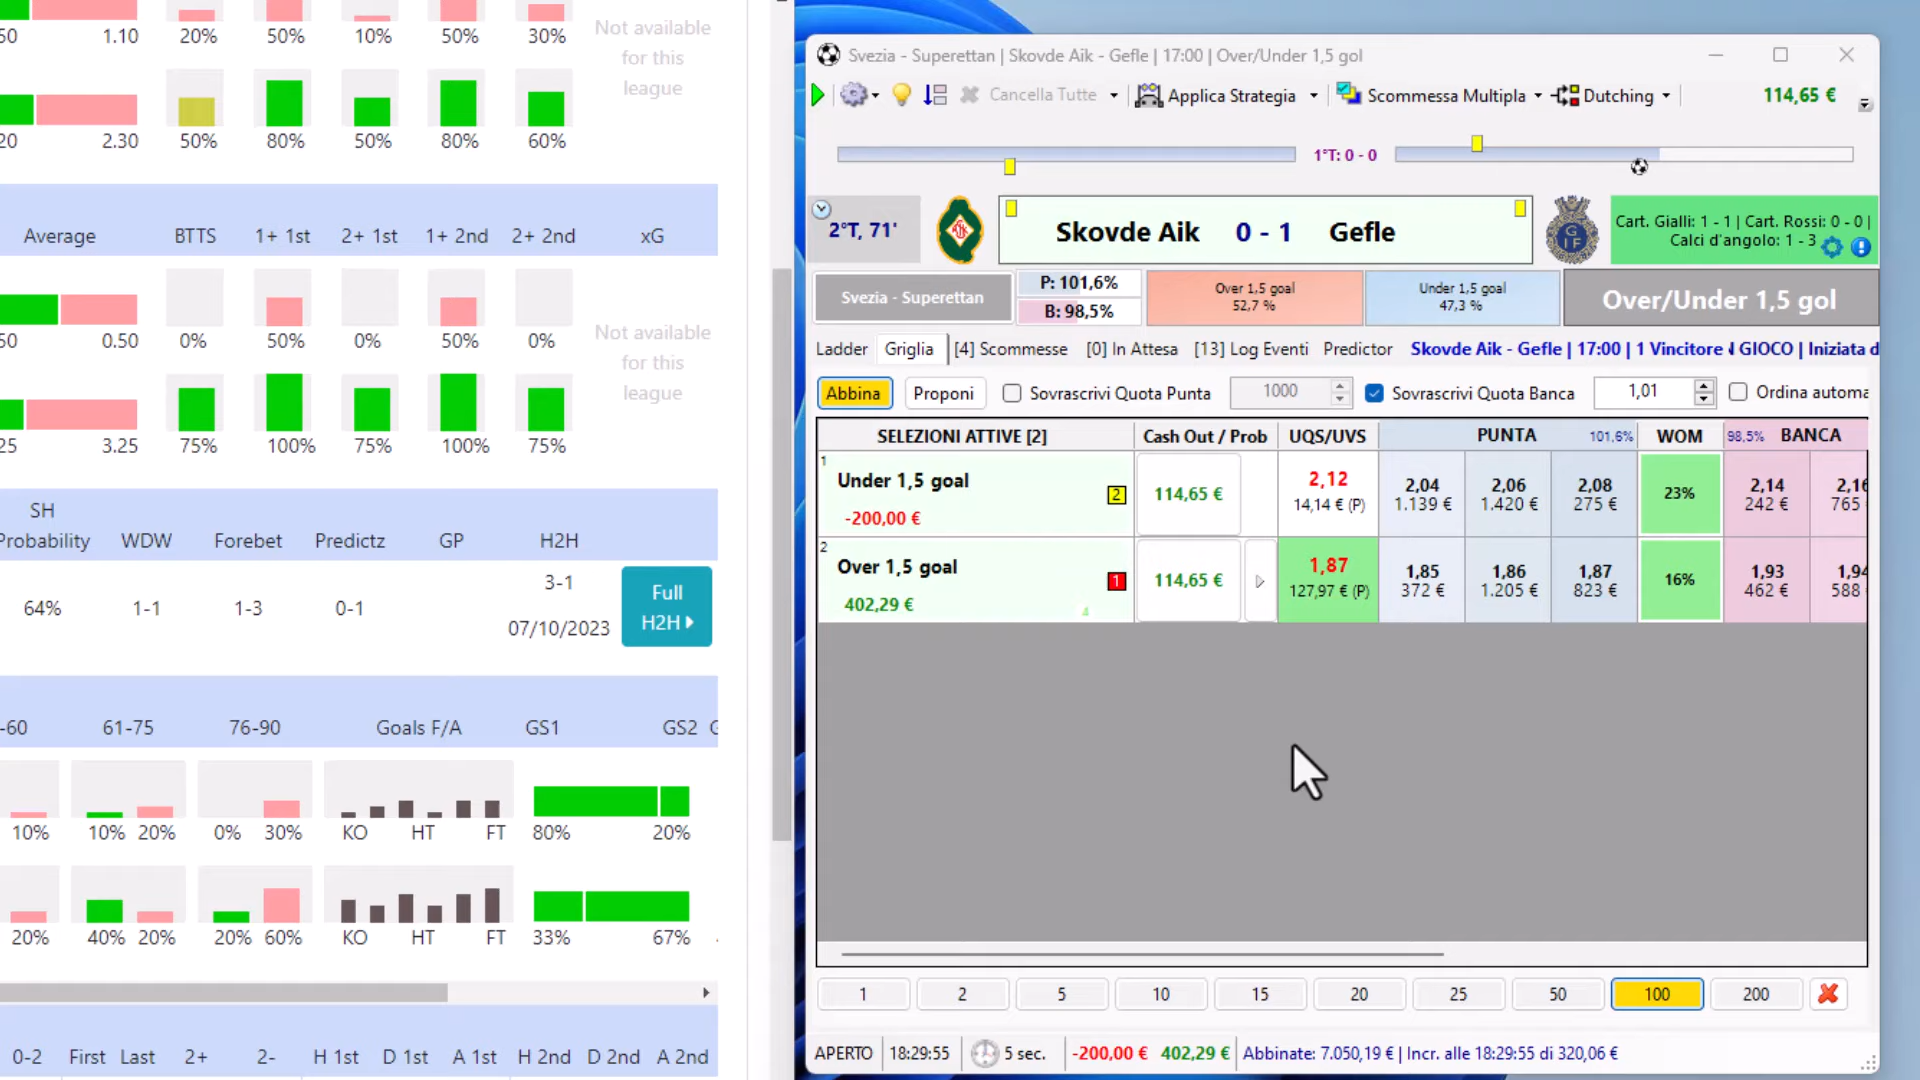 50 1.10 20% 50% 10% 50% 30%
Not available
for this
league
20 2.30 50% 80% 50% 80% 60%
Average BTTS 1+ 1st 2+ 1st 1+ 2nd 2+ 2nd xG
50 0.50 0% 50% 0% 50% 0%
Not available
for this
league
25 3.25 75% 100% 75% 100% 75%
SH
Probability WDW Forebet Predictz GP H2H
64% 1-1 1-3 0-1 3-1
07/10/2023
Full
H2H
-60 61-75 76-90 Goals F/A GS1 GS2
10% 10% 20% 0% 30% KO HT FT 80% 20%
20% 40% 20% 20% 60% KO HT FT 33% 67%
0-2 First Last 2+ 2- H 1st D 1st A 1st H 2nd D 2nd A 2nd
Svezia - Superettan | Skovde Aik - Gefle | 17:00 | Over/Under 1,5 gol
Cancella Tutte Applica Strategia Scommessa Multipla Dutching 114,65 €
1°T: 0 - 0
2°T, 71'
Skovde Aik 0 - 1 Gefle
Cart. Gialli: 1 - 1 | Cart. Rossi: 0 - 0 |
Calci d'angolo: 1 - 3
Svezia - Superettan
P: 101,6%
B: 98,5%
Over 1,5 goal
52,7 %
Under 1,5 goal
47,3 %
Over/Under 1,5 gol
Ladder Griglia [4] Scommesse [0] In Attesa [13] Log Eventi Predictor Skovde Aik - Gefle | 17:00 | 1 Vincitore GIOCO | Iniziata d
Abbina Proponi Sovrascrivi Quota Punta 1000 Sovrascrivi Quota Banca 1,01 Ordina automa
SELEZIONI ATTIVE [2] Cash Out / Prob UQS/UVS PUNTA 101,6% WOM 98,5% BANCA
1 Under 1,5 goal 2 114,65 € 2,12 2,04 2,06 2,08 23% 2,14 2,16
-200,00 € 14,14 € (P) 1.139 € 1.420 € 275 € 242 € 765
2 Over 1,5 goal 1 114,65 € 1,87 1,85 1,86 1,87 16% 1,93 1,94
402,29 € 4 127,97 € (P) 372 € 1.205 € 823 € 462 € 588
1 2 5 10 15 20 25 50 100 200
APERTO 18:29:55 5 sec. -200,00 € 402,29 € Abbinate: 7.050,19 € | Incr. alle 18:29:55 di 320,06 €